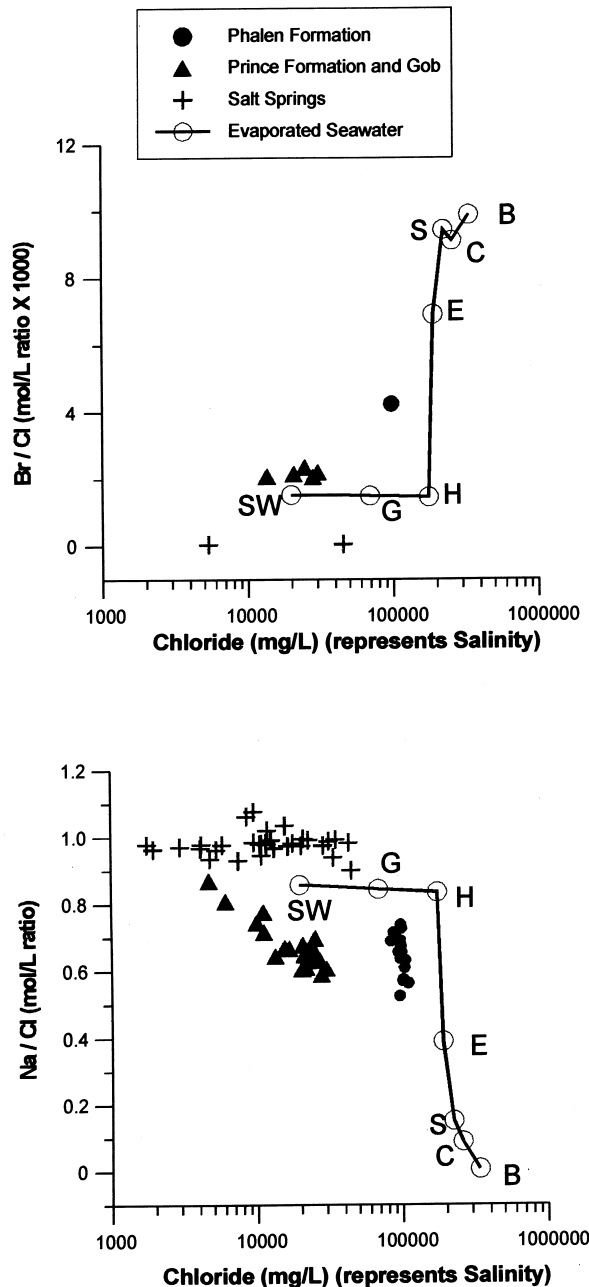 Phalen Formation
Prince Formation and Gob
Salt Springs
Evaporated Seawater
12
8
4
0
Br / Cl (mol/L ratio X 1000)
B
S
C
E
H
G
SW
1000
10000
100000
1000000
Chloride (mg/L) (represents Salinity)
1.2
1.0
0.8
0.6
0.4
0.2
0
Na / Cl (mol/L ratio)
G
H
SW
E
S
C
B
1000
10000
100000
1000000
Chloride (mg/L) (represents Salinity)